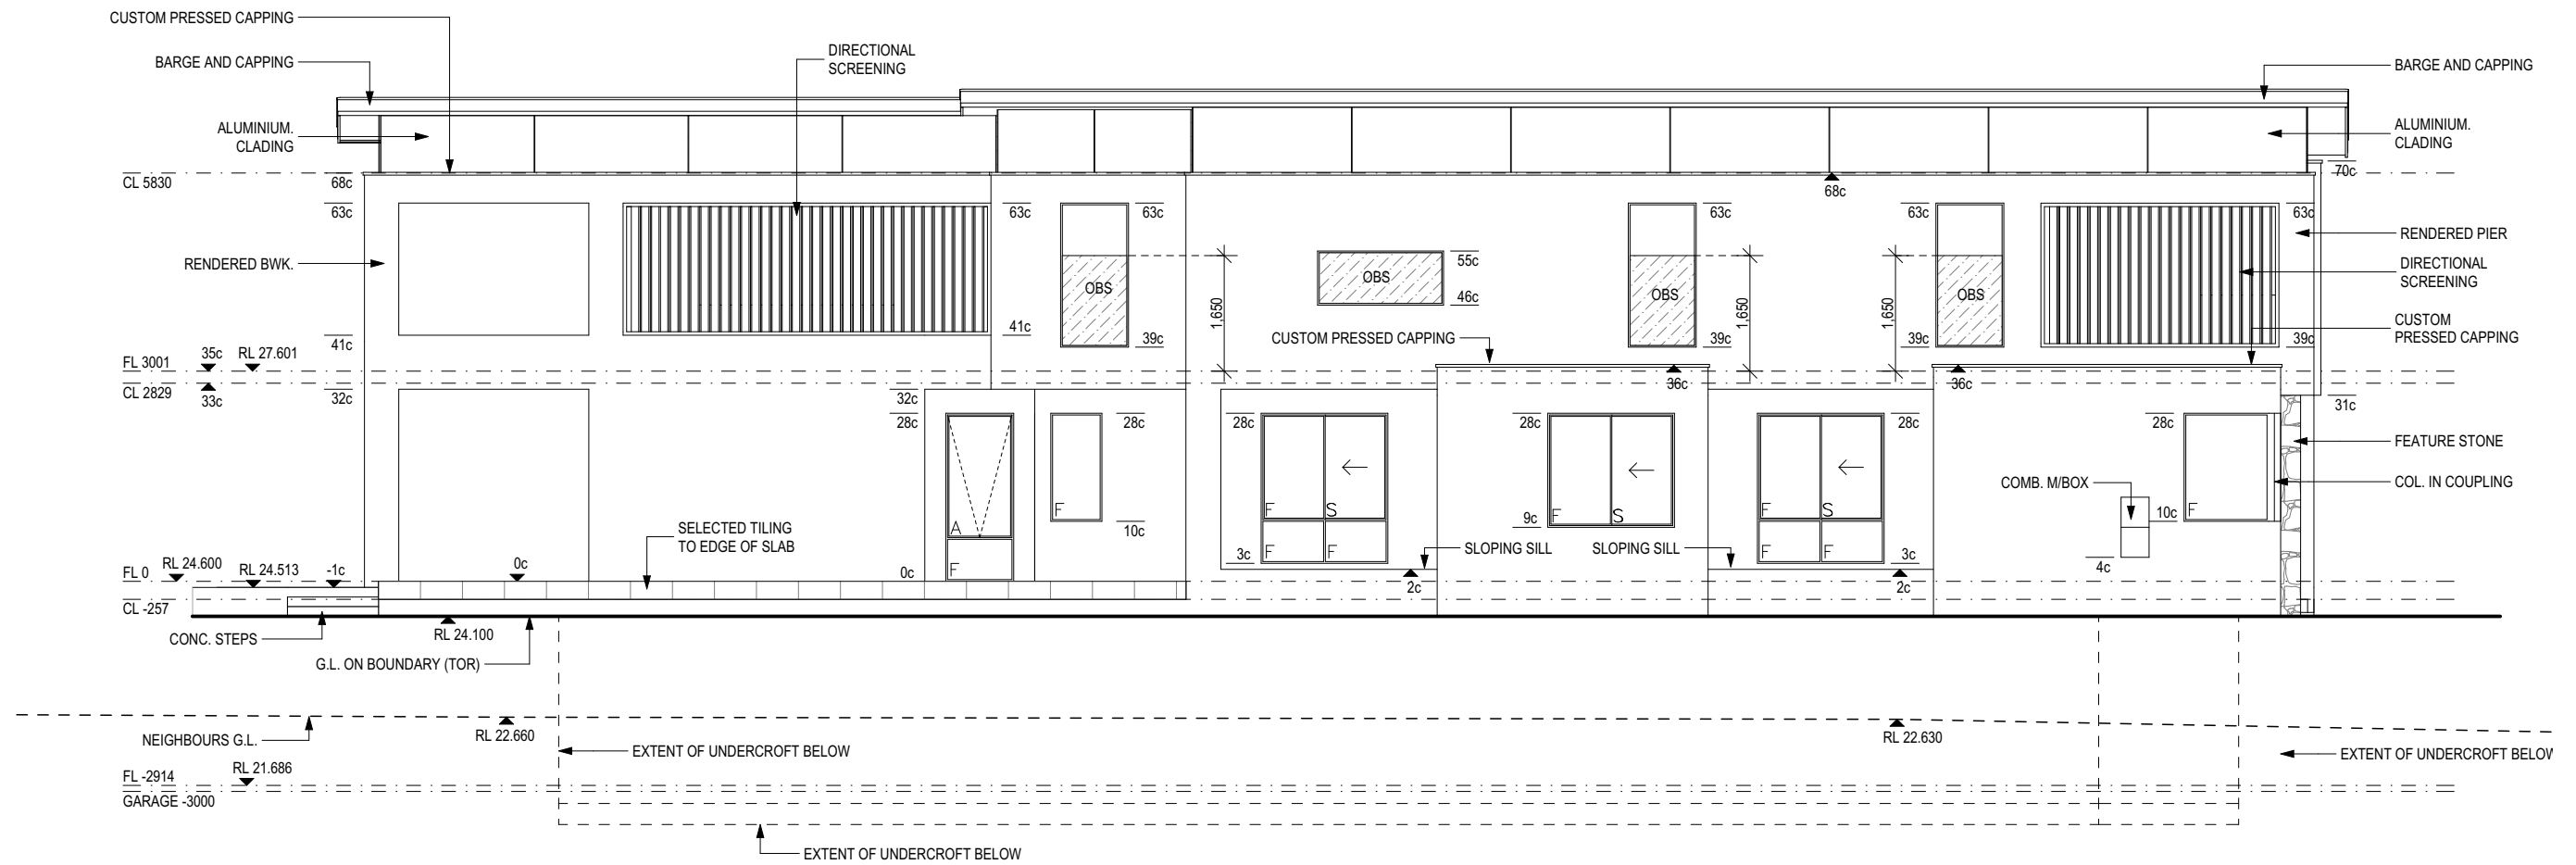 CUSTOM PRESSED CAPPING
BARGE AND CAPPING
DIRECTIONAL
SCREENING
BARGE AND CAPPING
ALUMINIUM.
CLADING
ALUMINIUM.
CLADING
CL 5830
68c
68c
70c
63c
63c
63c
63c
63c
63c
RENDERED BWK.
RENDERED PIER
DIRECTIONAL
SCREENING
55c
46c
OBS
OBS
OBS
OBS
1,650
1,650
1,650
41c
41c
39c
39c
39c
39c
CUSTOM PRESSED CAPPING
CUSTOM
PRESSED CAPPING
FL 3001
35c
RL 27.601
CL 2829
33c
32c
32c
36c
36c
31c
28c
28c
28c
28c
28c
28c
FEATURE STONE
COL. IN COUPLING
COMB. M/BOX
A
F
F
S
F
F
F
S
F
S
F
F
F
10c
9c
10c
SELECTED TILING
TO EDGE OF SLAB
3c
SLOPING SILL
SLOPING SILL
3c
4c
FL 0
RL 24.600
RL 24.513
-1c
0c
0c
2c
2c
CL -257
CONC. STEPS
RL 24.100
G.L. ON BOUNDARY (TOR)
NEIGHBOURS G.L.
RL 22.660
RL 22.630
EXTENT OF UNDERCROFT BELOW
EXTENT OF UNDERCROFT BELOW
FL -2914
RL 21.686
GARAGE -3000
EXTENT OF UNDERCROFT BELOW